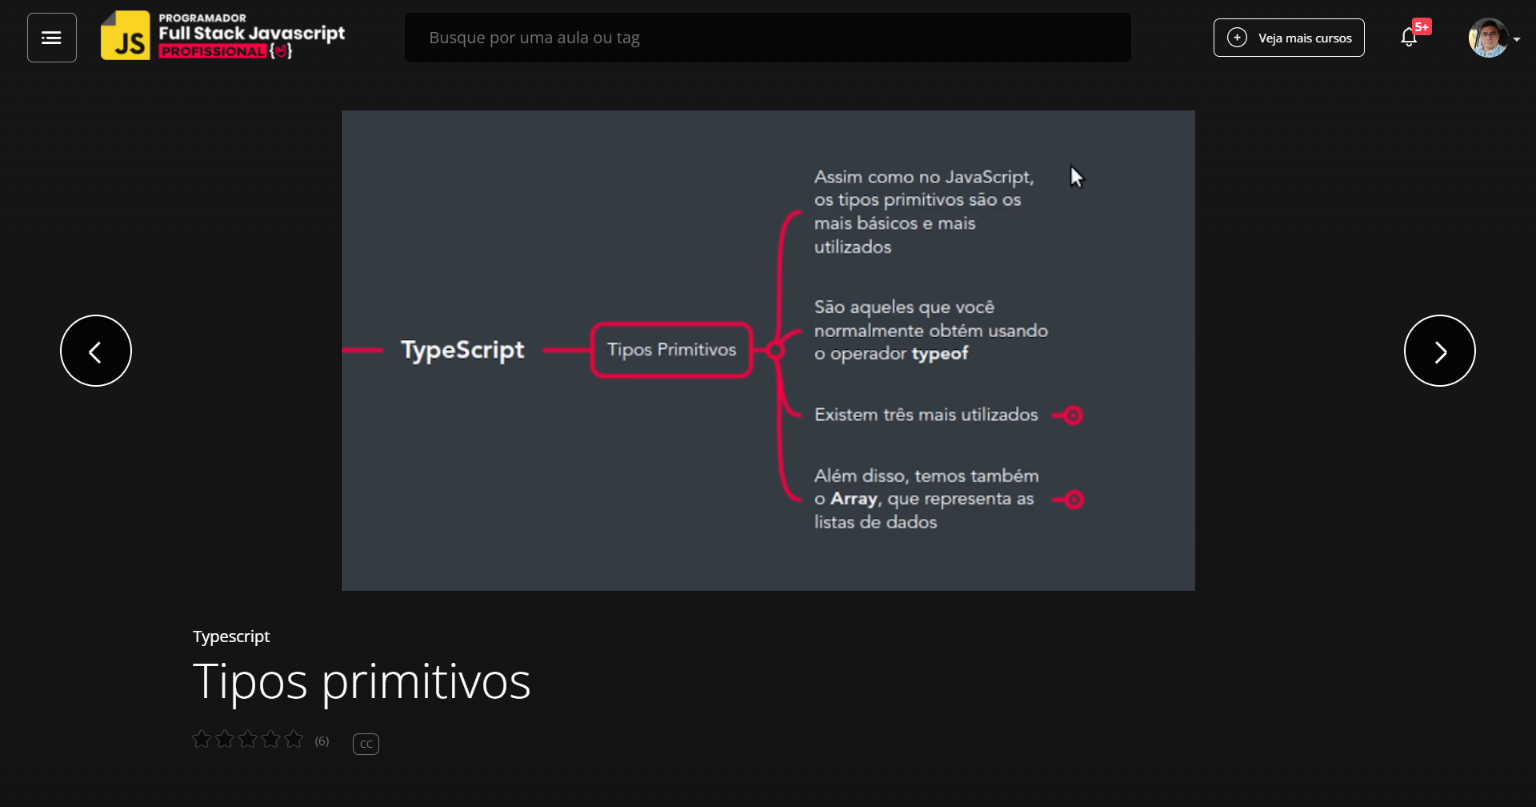 PROGRAMADOR
Full Stack Javascript
PROFISSIONAL
JS
Busque por uma aula ou tag
Veja mais cursos
5+
Assim como no JavaScript,
os tipos primitivos são os
mais básicos e mais
utilizados
São aqueles que você
normalmente obtém usando
o operador typeof
TypeScript
Tipos Primitivos
Existem três mais utilizados
Além disso, temos também
o Array, que representa as
listas de dados
Typescript
Tipos primitivos
(6)
CC